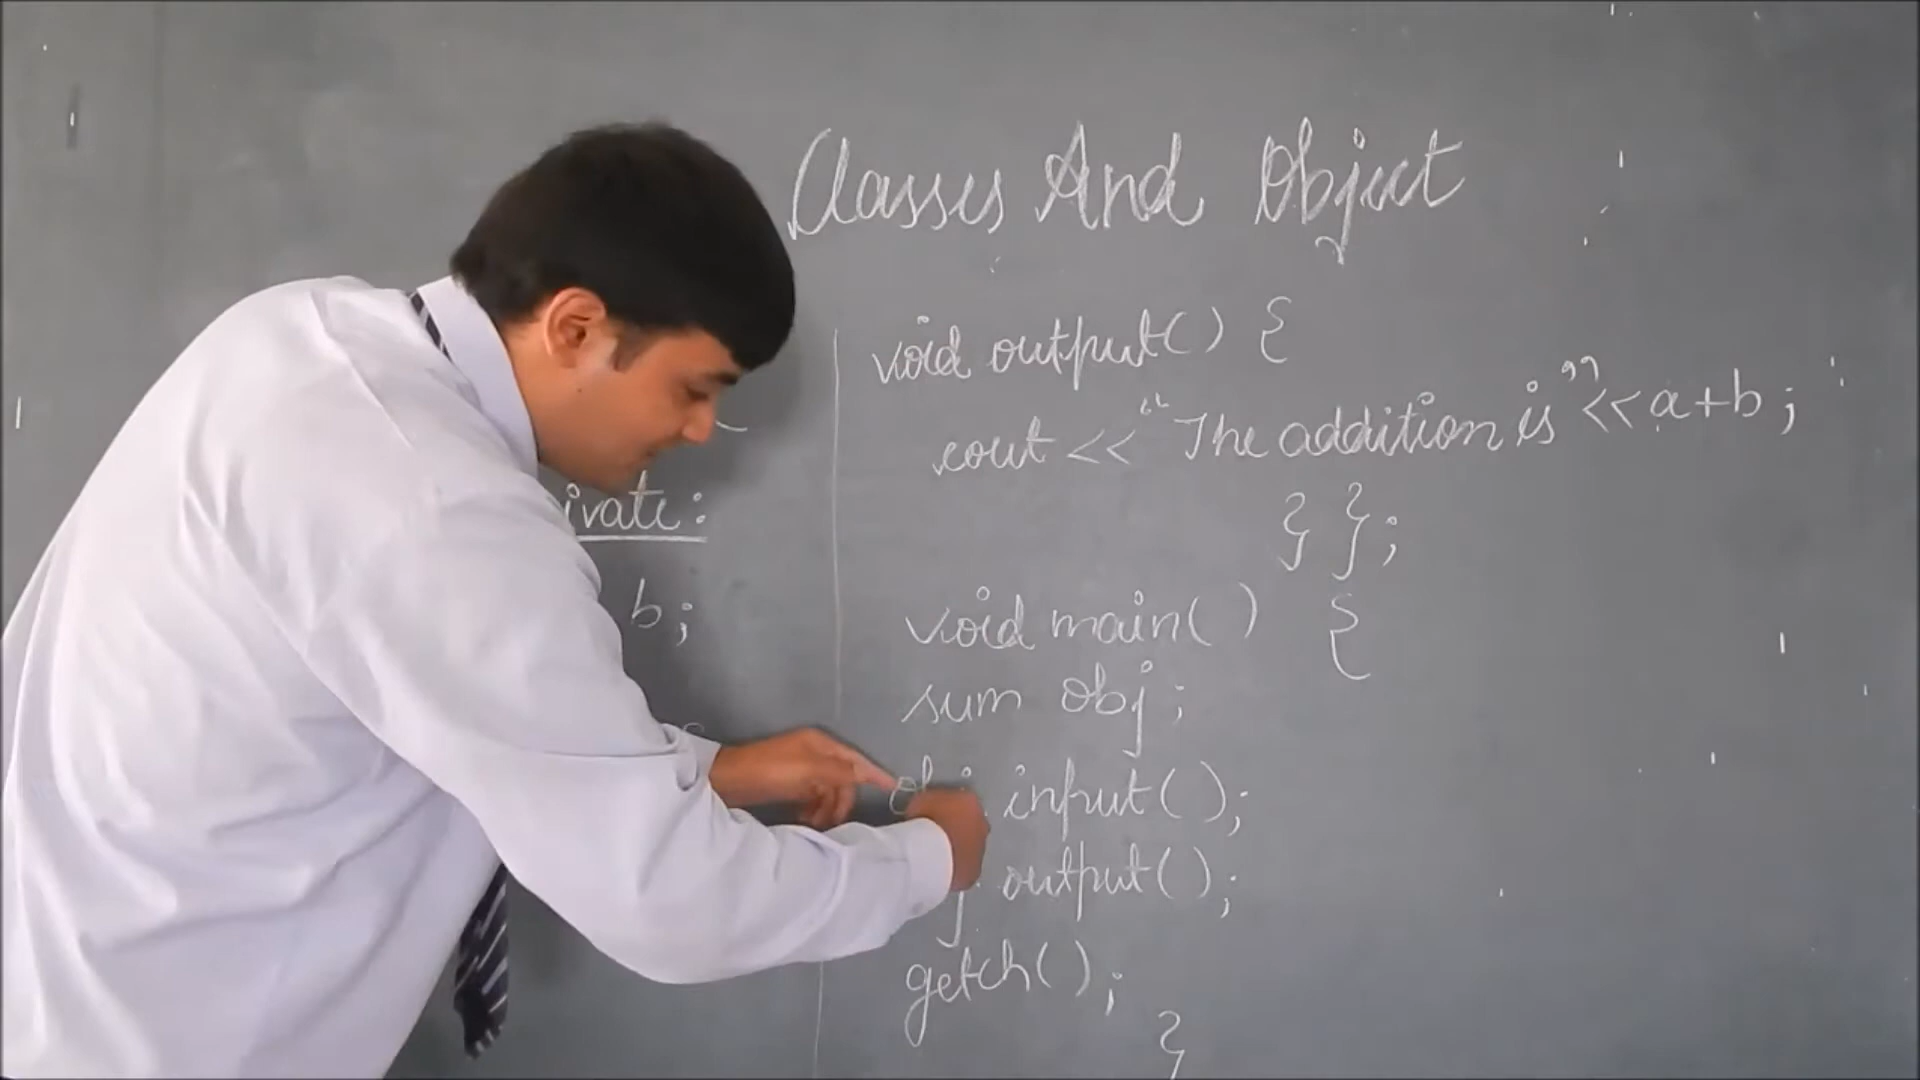 Classes And Object
ivate:
b;
void output() {
cout << "The addition is" << a+b;
} };
void main() {
sum obj;
input();
output();
getch();
}